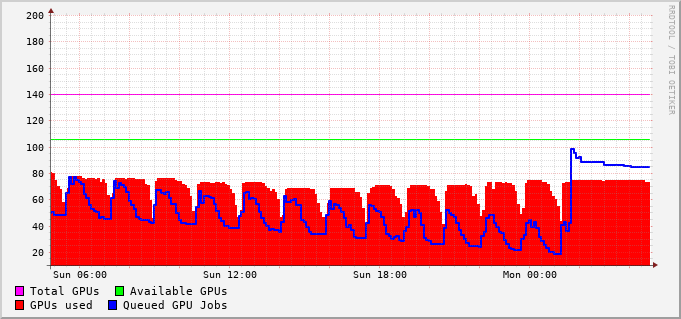 200
180
160
140
120
100
80
60
40
20
Sun 06:00 Sun 12:00 Sun 18:00 Mon 00:00
Total GPUs Available GPUs
GPUs used Queued GPU Jobs
RRDTOOL / TOBI OETIKER